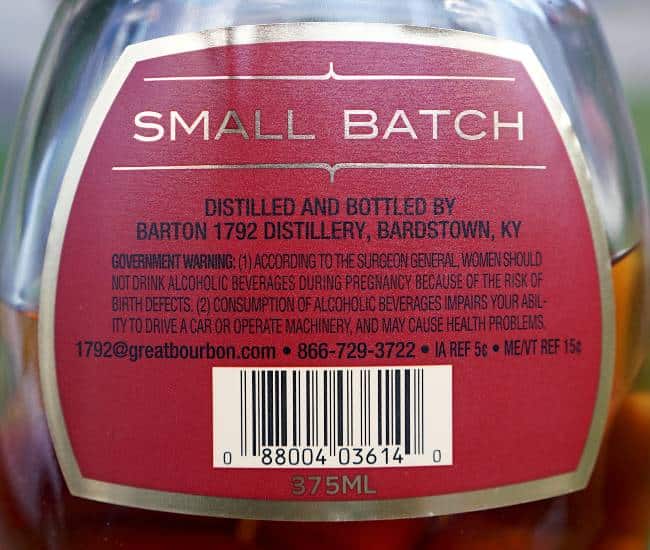 SMALL BATCH
DISTILLED AND BOTTLED BY
BARTON 1792 DISTILLERY, BARDSTOWN, KY
GOVERNMENT WARNING: (1) ACCORDING TO THE SURGEON GENERAL, WOMEN SHOULD
NOT DRINK ALCOHOLIC BEVERAGES DURING PREGNANCY BECAUSE OF THE RISK OF
BIRTH DEFECTS. (2) CONSUMPTION OF ALCOHOLIC BEVERAGES IMPAIRS YOUR ABIL-
ITY TO DRIVE A CAR OR OPERATE MACHINERY, AND MAY CAUSE HEALTH PROBLEMS.
1792@greatbourbon.com • 866-729-3722 • IA REF 5¢ • ME/VT REF 15¢
0 88004 03614 0
375ML